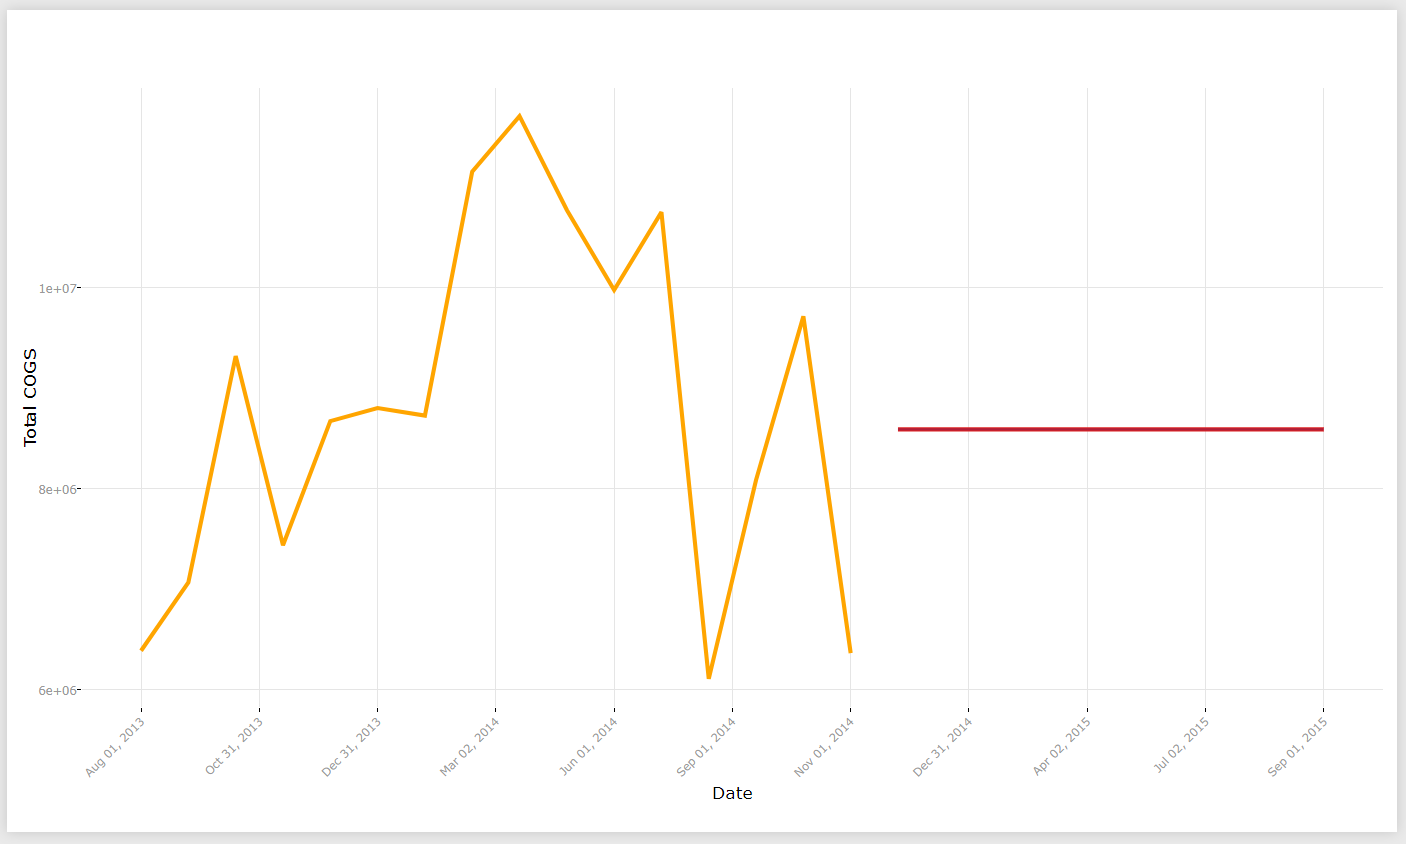 1e+07
8e+06
6e+06
Total COGS
Aug 01, 2013
Oct 31, 2013
Dec 31, 2013
Mar 02, 2014
Jun 01, 2014
Sep 01, 2014
Nov 01, 2014
Dec 31, 2014
Apr 02, 2015
Jul 02, 2015
Sep 01, 2015
Date